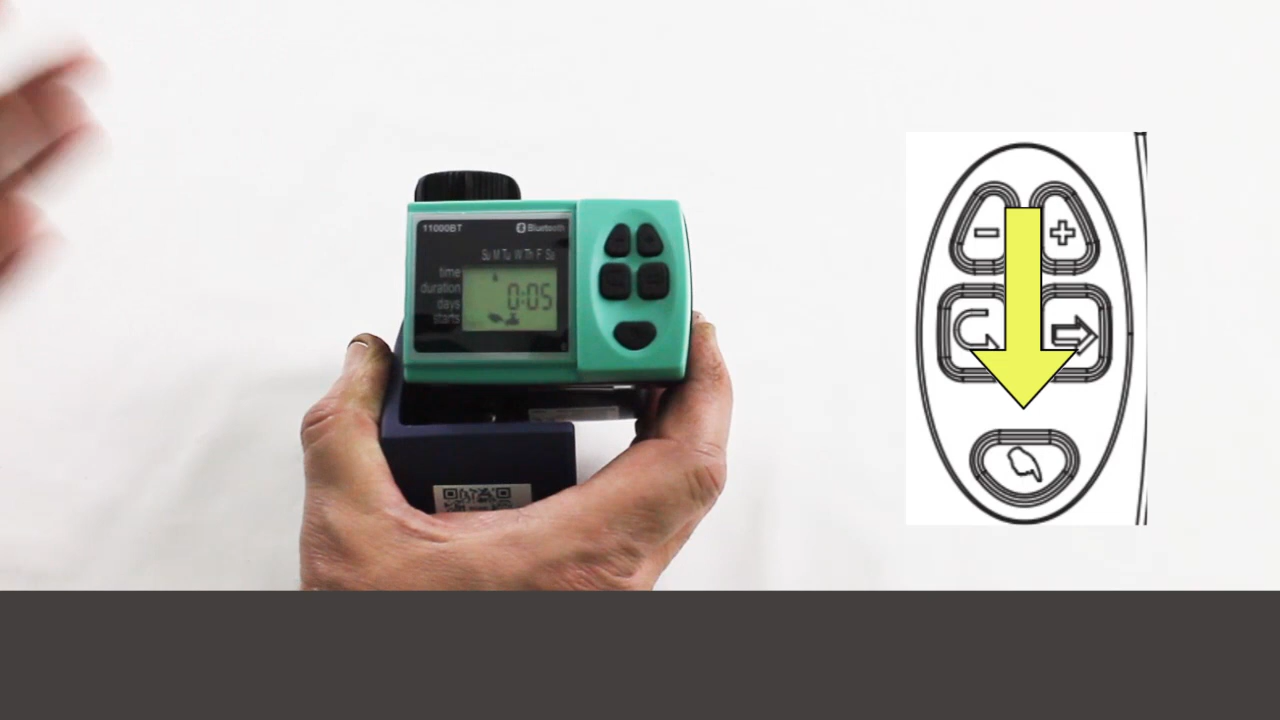 11000BT Bluetooth
Su M Tu W Th F Sa
time
duration
days
starts
0:05
- +